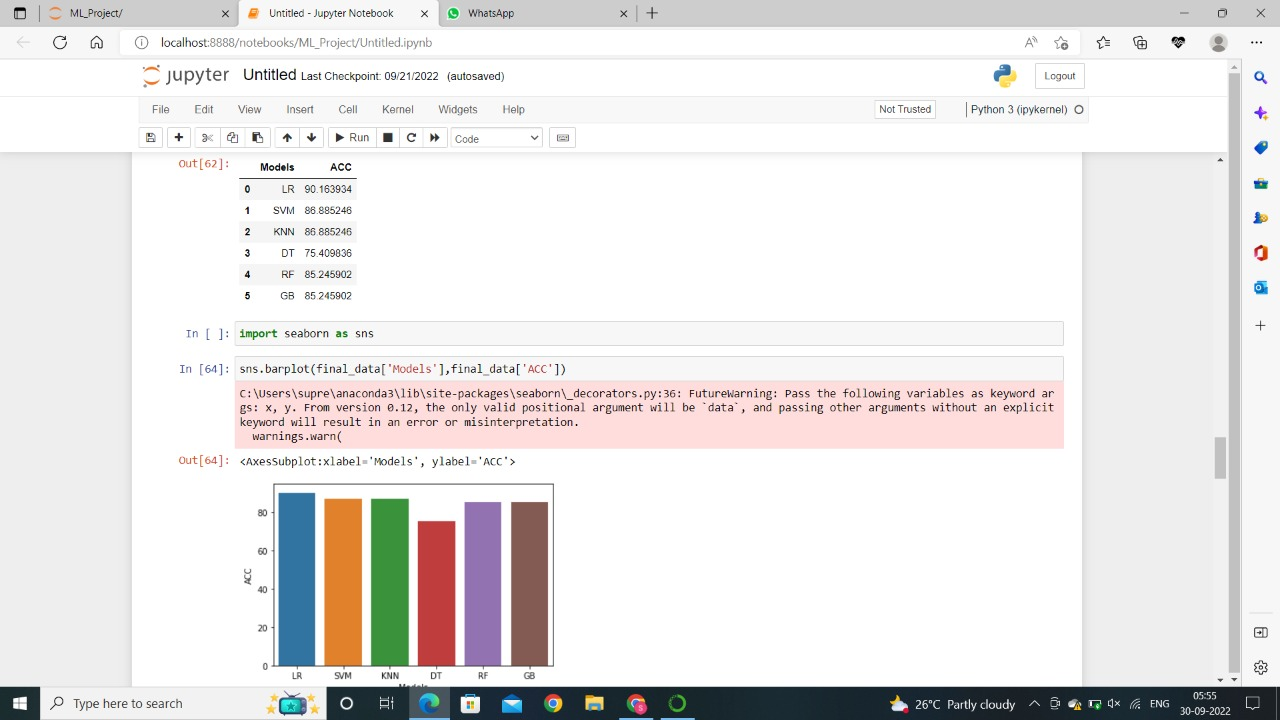 ML_Project/
Untitled - Jupyter Notebook
WhatsApp
localhost:8888/notebooks/ML_Project/Untitled.ipynb
jupyter Untitled Last Checkpoint: 09/21/2022 (autosaved)
Logout
File Edit View Insert Cell Kernel Widgets Help
Not Trusted
Python 3 (ipykernel)
Run
Code
Out[62]:
Models ACC
0 LR 90.163934
1 SVM 86.885246
2 KNN 86.885246
3 DT 75.409836
4 RF 85.245902
5 GB 85.245902
In [ ]: import seaborn as sns
In [64]: sns.barplot(final_data['Models'],final_data['ACC'])
C:\Users\supre\anaconda3\lib\site-packages\seaborn\_decorators.py:36: FutureWarning: Pass the following variables as keyword ar
gs: x, y. From version 0.12, the only valid positional argument will be `data`, and passing other arguments without an explicit
keyword will result in an error or misinterpretation.
warnings.warn(
Out[64]: <AxesSubplot:xlabel='Models', ylabel='ACC'>
80
60
ACC
40
20
0
LR SVM KNN DT RF GB
Models
Type here to search
26°C Partly cloudy
ENG
05:55
30-09-2022